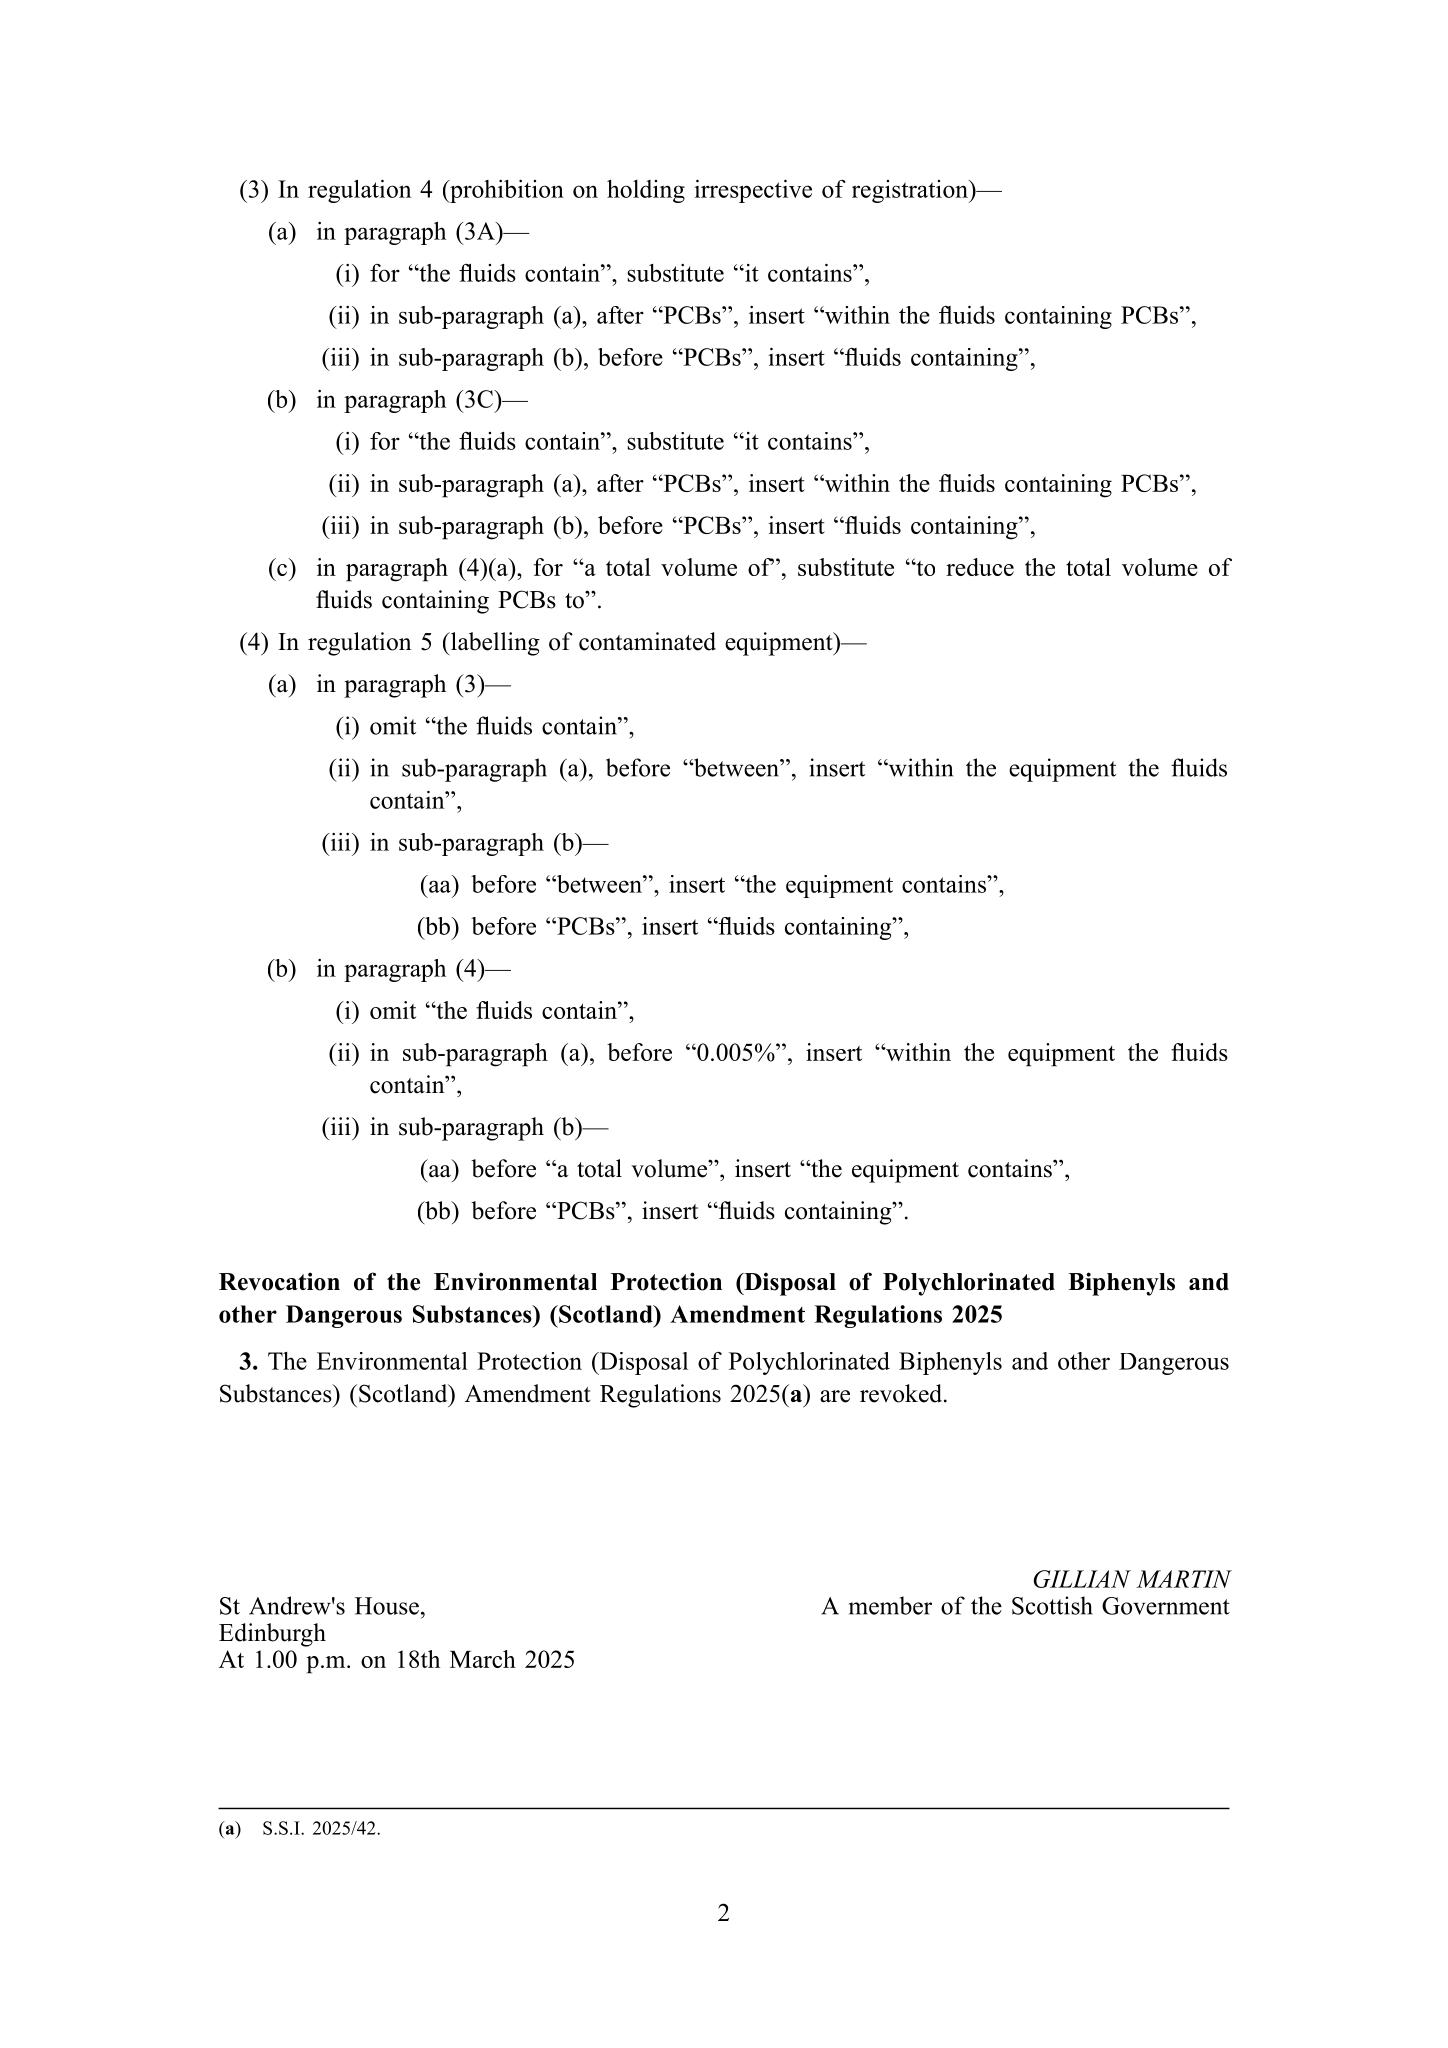 (3) In regulation 4 (prohibition on holding irrespective of registration)—
(a) in paragraph (3A)—
(i) for “the fluids contain”, substitute “it contains”,
(ii) in sub-paragraph (a), after “PCBs”, insert “within the fluids containing PCBs”,
(iii) in sub-paragraph (b), before “PCBs”, insert “fluids containing”,
(b) in paragraph (3C)—
(i) for “the fluids contain”, substitute “it contains”,
(ii) in sub-paragraph (a), after “PCBs”, insert “within the fluids containing PCBs”,
(iii) in sub-paragraph (b), before “PCBs”, insert “fluids containing”,
(c) in paragraph (4)(a), for “a total volume of”, substitute “to reduce the total volume of
fluids containing PCBs to”.
(4) In regulation 5 (labelling of contaminated equipment)—
(a) in paragraph (3)—
(i) omit “the fluids contain”,
(ii) in sub-paragraph (a), before “between”, insert “within the equipment the fluids
contain”,
(iii) in sub-paragraph (b)—
(aa) before “between”, insert “the equipment contains”,
(bb) before “PCBs”, insert “fluids containing”,
(b) in paragraph (4)—
(i) omit “the fluids contain”,
(ii) in sub-paragraph (a), before “0.005%”, insert “within the equipment the fluids
contain”,
(iii) in sub-paragraph (b)—
(aa) before “a total volume”, insert “the equipment contains”,
(bb) before “PCBs”, insert “fluids containing”.
Revocation of the Environmental Protection (Disposal of Polychlorinated Biphenyls and
other Dangerous Substances) (Scotland) Amendment Regulations 2025
3. The Environmental Protection (Disposal of Polychlorinated Biphenyls and other Dangerous
Substances) (Scotland) Amendment Regulations 2025(a) are revoked.
GILLIAN MARTIN
A member of the Scottish Government
St Andrew's House,
Edinburgh
At 1.00 p.m. on 18th March 2025
(a) S.S.I. 2025/42.
2